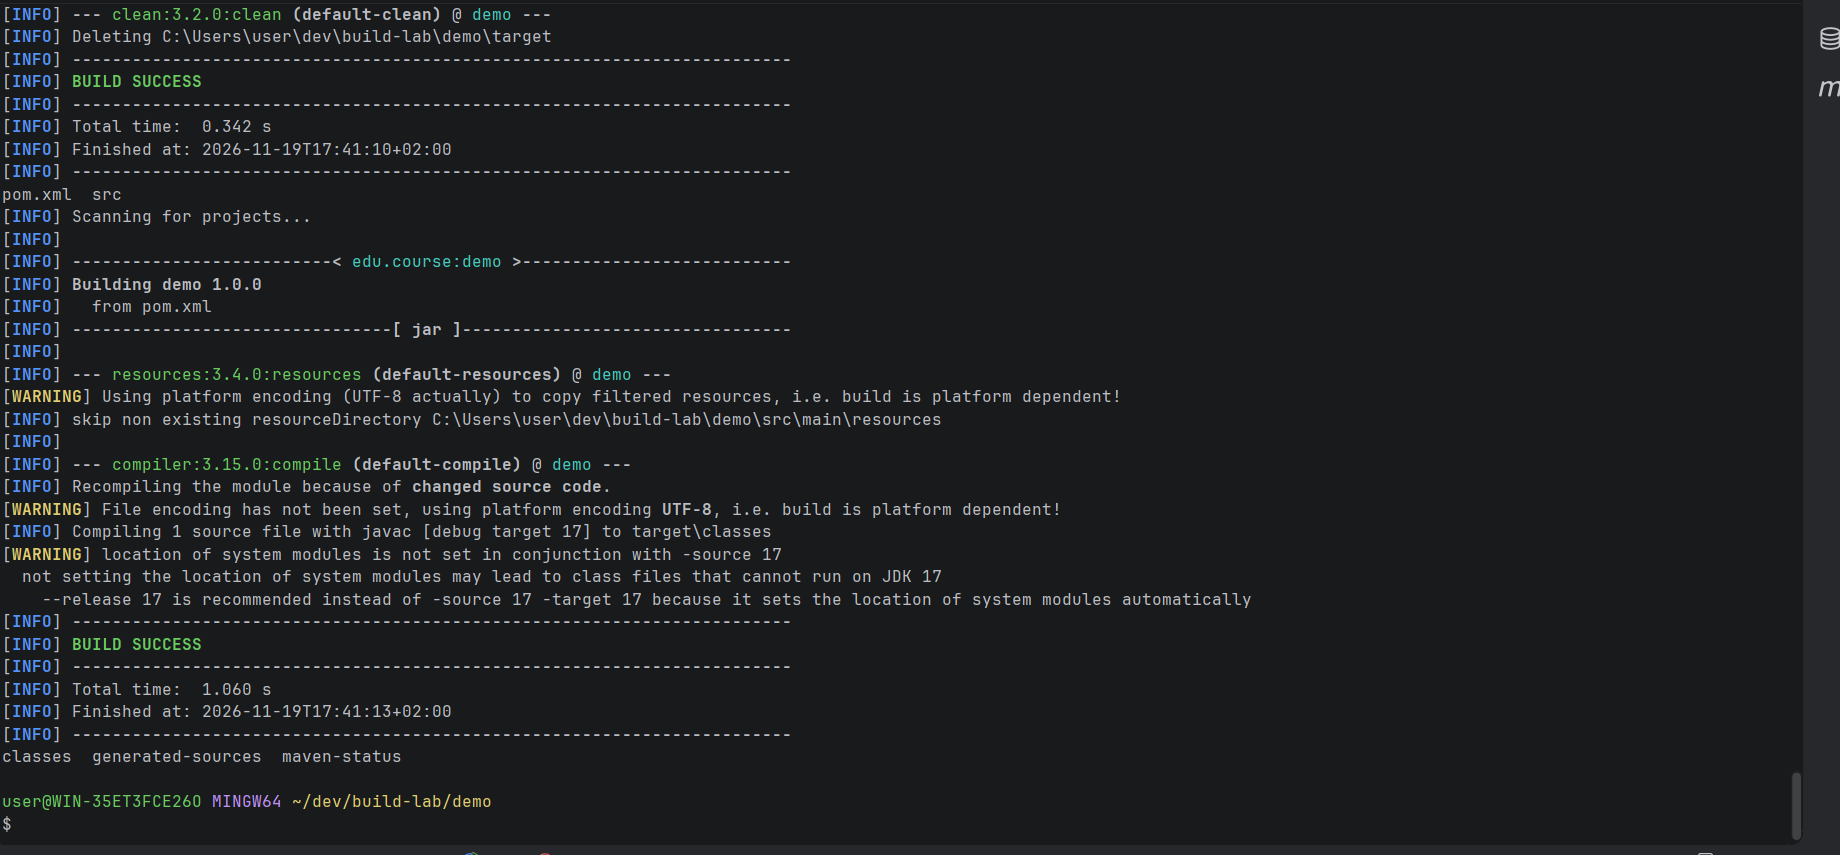 [INFO] --- clean:3.2.0:clean (default-clean) @ demo ---
[INFO] Deleting C:\Users\user\dev\build-lab\demo\target
[INFO] ------------------------------------------------------------------------
[INFO] BUILD SUCCESS
[INFO] ------------------------------------------------------------------------
[INFO] Total time:  0.342 s
[INFO] Finished at: 2026-11-19T17:41:10+02:00
[INFO] ------------------------------------------------------------------------
pom.xml  src
[INFO] Scanning for projects...
[INFO]
[INFO] --------------------------< edu.course:demo >---------------------------
[INFO] Building demo 1.0.0
[INFO]   from pom.xml
[INFO] --------------------------------[ jar ]---------------------------------
[INFO]
[INFO] --- resources:3.4.0:resources (default-resources) @ demo ---
[WARNING] Using platform encoding (UTF-8 actually) to copy filtered resources, i.e. build is platform dependent!
[INFO] skip non existing resourceDirectory C:\Users\user\dev\build-lab\demo\src\main\resources
[INFO]
[INFO] --- compiler:3.15.0:compile (default-compile) @ demo ---
[INFO] Recompiling the module because of changed source code.
[WARNING] File encoding has not been set, using platform encoding UTF-8, i.e. build is platform dependent!
[INFO] Compiling 1 source file with javac [debug target 17] to target\classes
[WARNING] location of system modules is not set in conjunction with -source 17
  not setting the location of system modules may lead to class files that cannot run on JDK 17
    --release 17 is recommended instead of -source 17 -target 17 because it sets the location of system modules automatically
[INFO] ------------------------------------------------------------------------
[INFO] BUILD SUCCESS
[INFO] ------------------------------------------------------------------------
[INFO] Total time:  1.060 s
[INFO] Finished at: 2026-11-19T17:41:13+02:00
[INFO] ------------------------------------------------------------------------
classes  generated-sources  maven-status
user@WIN-35ET3FCE26O MINGW64 ~/dev/build-lab/demo
$
m